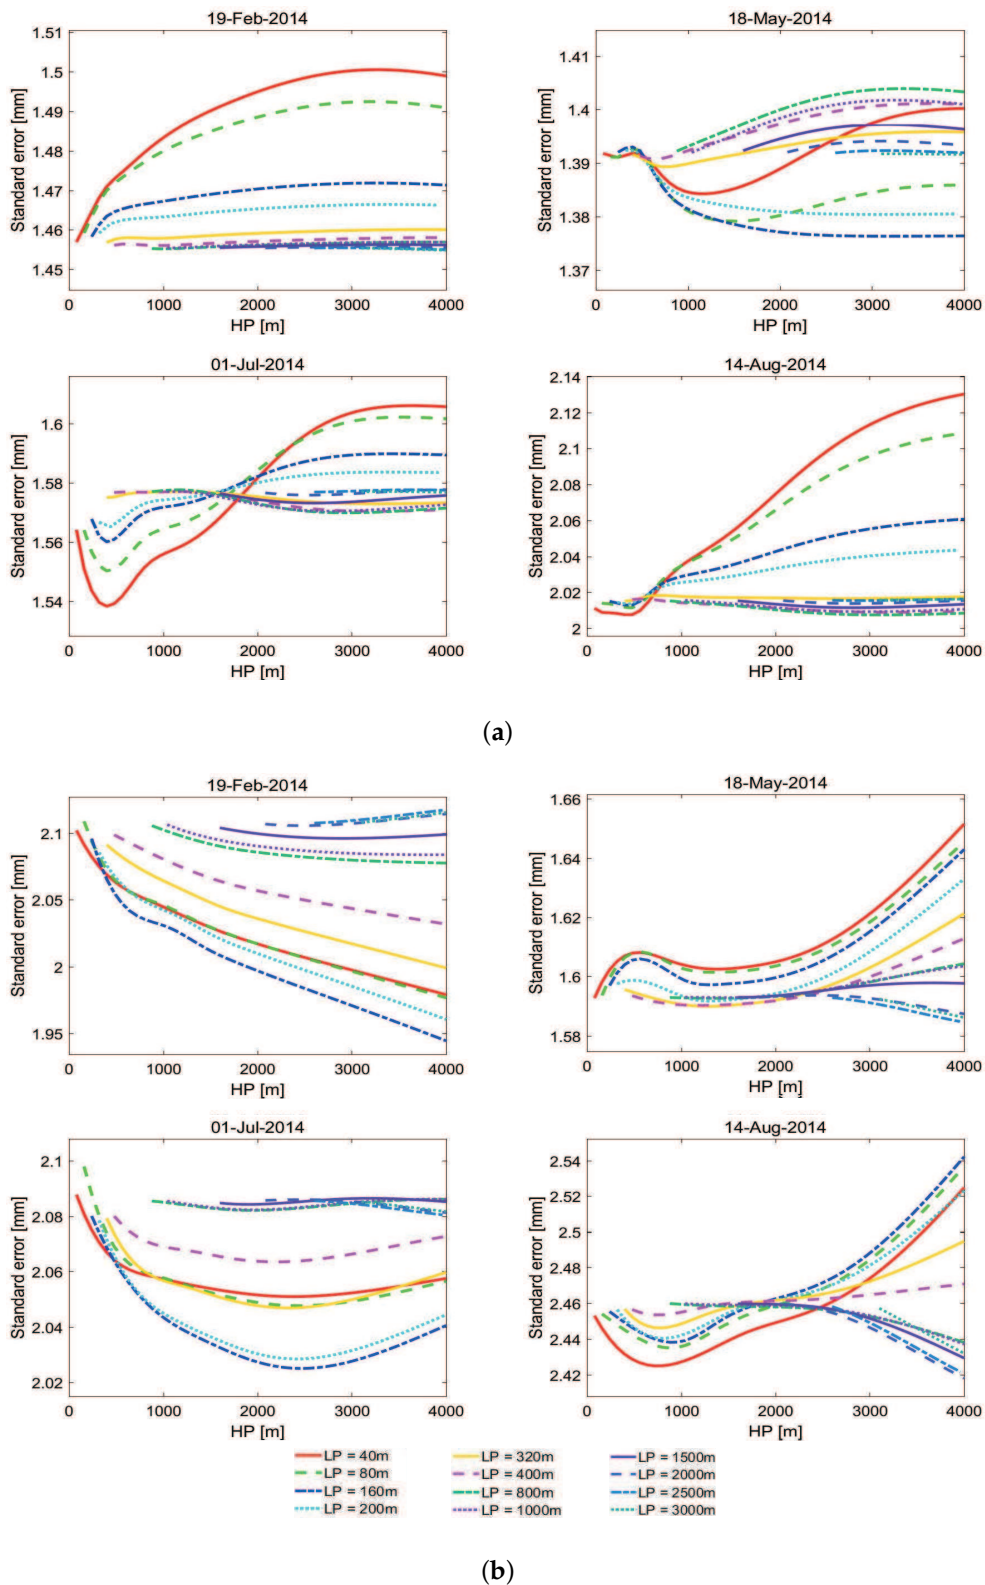 19-Feb-2014
1.51
1.5
1.49
1.48
1.47
1.46
1.45
Standard error [mm]
0 1000 2000 3000 4000
HP [m]
18-May-2014
1.41
1.4
1.39
1.38
1.37
Standard error [mm]
0 1000 2000 3000 4000
HP [m]
01-Jul-2014
1.6
1.58
1.56
1.54
Standard error [mm]
0 1000 2000 3000 4000
HP [m]
14-Aug-2014
2.14
2.12
2.1
2.08
2.06
2.04
2.02
2
Standard error [mm]
0 1000 2000 3000 4000
HP [m]
(a)
19-Feb-2014
2.1
2.05
2
1.95
Standard error [mm]
0 1000 2000 3000 4000
HP [m]
18-May-2014
1.66
1.64
1.62
1.6
1.58
Standard error [mm]
0 1000 2000 3000 4000
HP [m]
01-Jul-2014
2.1
2.08
2.06
2.04
2.02
Standard error [mm]
0 1000 2000 3000 4000
HP [m]
14-Aug-2014
2.54
2.52
2.5
2.48
2.46
2.44
2.42
Standard error [mm]
0 1000 2000 3000 4000
HP [m]
LP = 40m
LP = 80m
LP = 160m
LP = 200m
LP = 320m
LP = 400m
LP = 800m
LP = 1000m
LP = 1500m
LP = 2000m
LP = 2500m
LP = 3000m
(b)